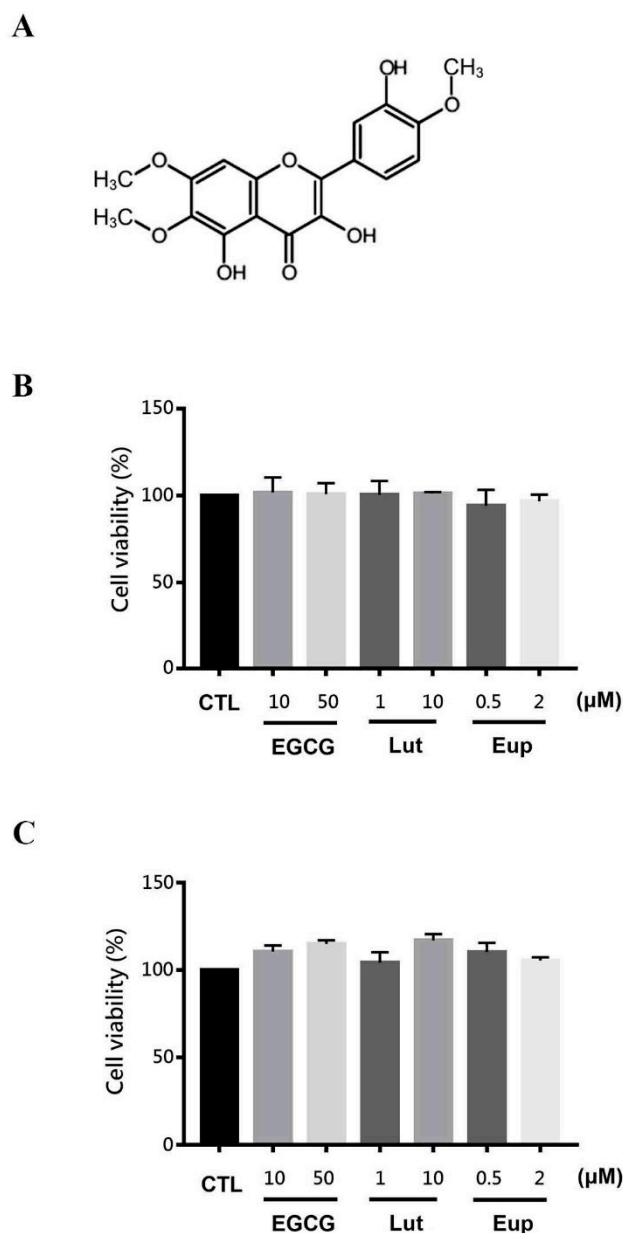 A
OH
CH₃
O
O
O
H₃C
H₃C
O
OH
OH
O
B
Cell viability (%)
150
100
50
0
CTL 10 50 1 10 0.5 2 (μM)
EGCG Lut Eup
C
Cell viability (%)
150
100
50
0
CTL 10 50 1 10 0.5 2 (μM)
EGCG Lut Eup